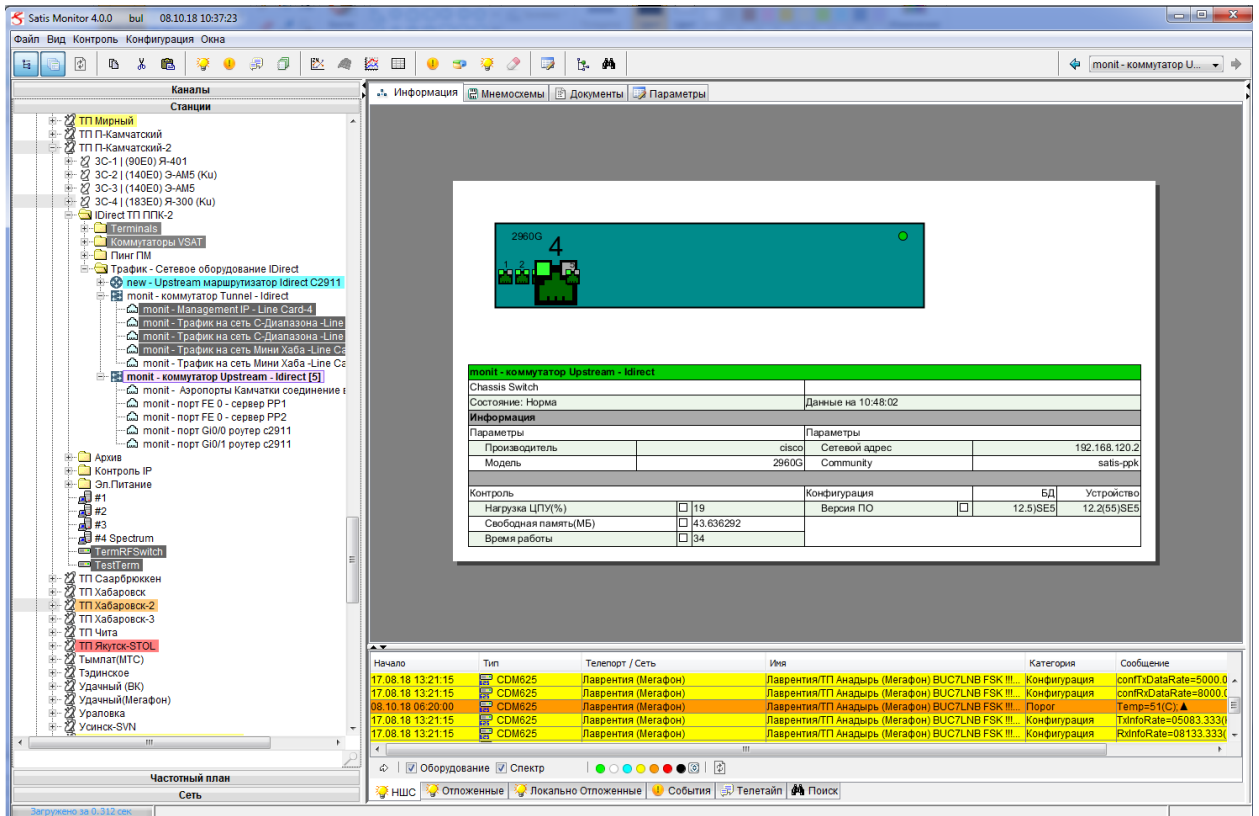 Satis Monitor 4.0.0 bul 08.10.18 10:37:23
Файл Вид Контроль Конфигурация Окна
monit - коммутатор U...
Каналы
Станции
ТП Мирный
ТП П-Камчатский
ТП П-Камчатский-2
ЗС-1 | (90E0) Я-401
ЗС-2 | (140E0) Э-АМ5 (Ku)
ЗС-3 | (140E0) Э-АМ5
ЗС-4 | (183E0) Я-300 (Ku)
IDirect ТП ППК-2
Terminals
Коммутаторы VSAT
Пинг ПМ
Трафик - Сетевое оборудование IDirect
new - Upstream маршрутизатор Idirect C2911
monit - коммутатор Tunnel - Idirect
monit - Management IP - Line Card-4
monit - Трафик на сеть С-Диапазона -Line
monit - Трафик на сеть С-Диапазона -Line
monit - Трафик на сеть Мини Хаба -Line Ca
monit - Трафик на сеть Мини Хаба -Line Ca
monit - коммутатор Upstream - Idirect [5]
monit - Аэропорты Камчатки соединение в
monit - порт FE 0 - сервер PP1
monit - порт FE 0 - сервер PP2
monit - порт Gi0/0 роутер c2911
monit - порт Gi0/1 роутер c2911
Архив
Контроль IP
Эл.Питание
#1
#2
#3
#4 Spectrum
TermRFSwitch
TestTerm
ТП Саарбрюккен
ТП Хабаровск
ТП Хабаровск-2
ТП Хабаровск-3
ТП Чита
ТП Якутск-STOL
Тымлат(МТС)
Тэдинское
Удачный (ВК)
Удачный(Мегафон)
Ураловка
Усинск-SVN
Частотный план
Сеть
Загружено за 0.312 сек
Информация Мнемосхемы Документы Параметры
2960G
4
1 2
monit - коммутатор Upstream - Idirect
Chassis Switch
Состояние: Норма Данные на 10:48:02
Информация
Параметры Параметры
Производитель cisco Сетевой адрес 192.168.120.2
Модель 2960G Community satis-ppk
Контроль Конфигурация БД Устройство
Нагрузка ЦПУ(%) 19 Версия ПО 12.5)SE5 12.2(55)SE5
Свободная память(МБ) 43.636292
Время работы 34
Начало Тип Телепорт / Сеть Имя Категория Сообщение
17.08.18 13:21:15 CDM625 Лаврентия (Мегафон) Лаврентия/ТП Анадырь (Мегафон) BUC7LNB FSK !!!... Конфигурация confTxDataRate=5000.0
17.08.18 13:21:15 CDM625 Лаврентия (Мегафон) Лаврентия/ТП Анадырь (Мегафон) BUC7LNB FSK !!!... Конфигурация confRxDataRate=8000.0
08.10.18 06:20:00 CDM625 Лаврентия (Мегафон) Лаврентия/ТП Анадырь (Мегафон) BUC7LNB FSK !!!... Порог Temp=51(C);▲
17.08.18 13:21:15 CDM625 Лаврентия (Мегафон) Лаврентия/ТП Анадырь (Мегафон) BUC7LNB FSK !!!... Конфигурация TxInfoRate=05083.333(
17.08.18 13:21:15 CDM625 Лаврентия (Мегафон) Лаврентия/ТП Анадырь (Мегафон) BUC7LNB FSK !!!... Конфигурация RxInfoRate=08133.333(
Оборудование Спектр
НШС Отложенные Локально Отложенные События Телетайп Поиск